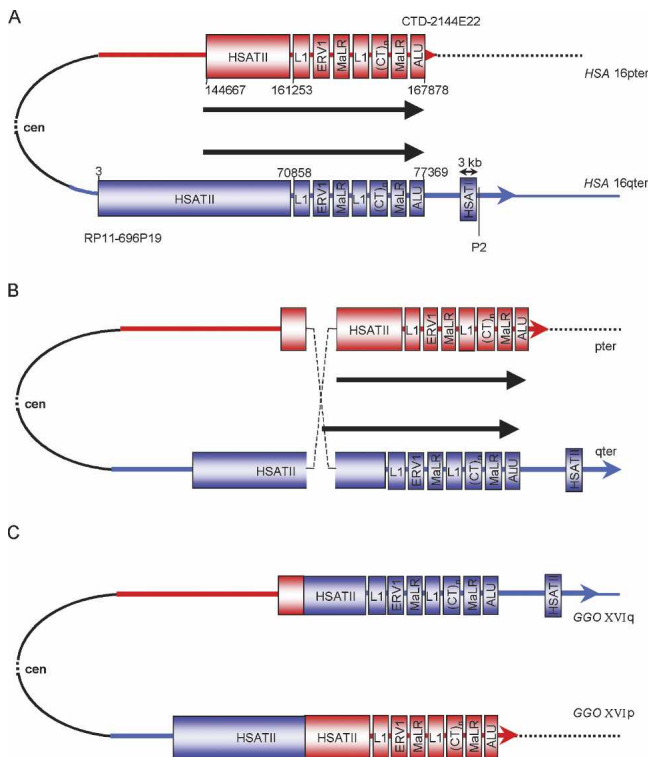 A
CTD-2144E22
HSATII L1 ERV1 MaLR L1 (CT)n MaLR ALU
144667 161253 167878
HSA 16pter
cen
3 kb
3 70858 77369
HSATII L1 ERV1 MaLR L1 (CT)n MaLR ALU HSATII
HSA 16qter
RP11-696P19
P2
B
HSATII L1 ERV1 MaLR L1 (CT)n MaLR ALU
pter
cen
qter
HSATII L1 ERV1 MaLR L1 (CT)n MaLR ALU HSATII
C
HSATII L1 ERV1 MaLR L1 (CT)n MaLR ALU HSATII
GGO XVIq
cen
GGO XVIp
HSATII HSATII L1 ERV1 MaLR L1 (CT)n MaLR ALU